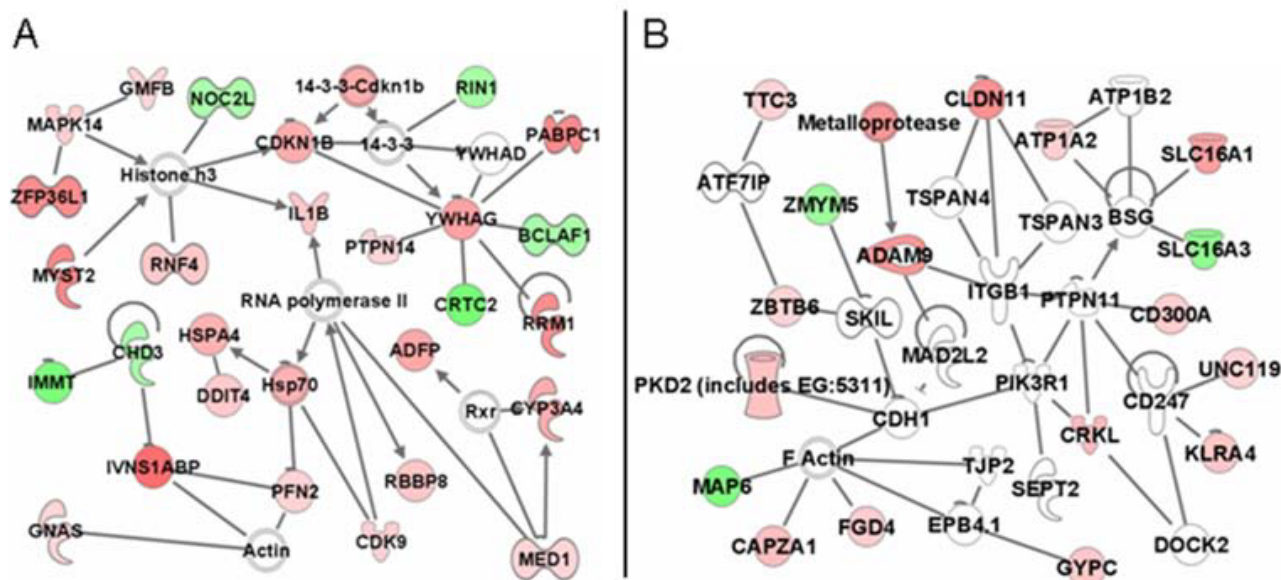 A
GMFB
NOC2L
14-3-3-Cdkn1b
RIN1
MAPK14
CDKN1B
14-3-3
YWHAD
PABPC1
Histone h3
ZFP36L1
IL1B
YWHAG
PTPN14
BCLAF1
MYST2
RNF4
RNA polymerase II
CRTC2
RRM1
HSPA4
ADFP
CHD3
IMMT
DDIT4
Hsp70
Rxr
CYP3A4
IVNS1ABP
PFN2
RBBP8
GNAS
Actin
CDK9
MED1
B
TTC3
Metalloprotease
CLDN11
ATP1B2
ATP1A2
SLC16A1
ATF7IP
ZMYM5
TSPAN4
TSPAN3
BSG
SLC16A3
ADAM9
ITGB1
PTPN11
ZBTB6
SKIL
CD300A
MAD2L2
PKD2 (includes EG:5311)
PIK3R1
UNC119
CD247
CDH1
CRKL
KLRA4
F Actin
TJP2
MAP6
SEPT2
CAPZA1
FGD4
EPB4.1
DOCK2
GYPC